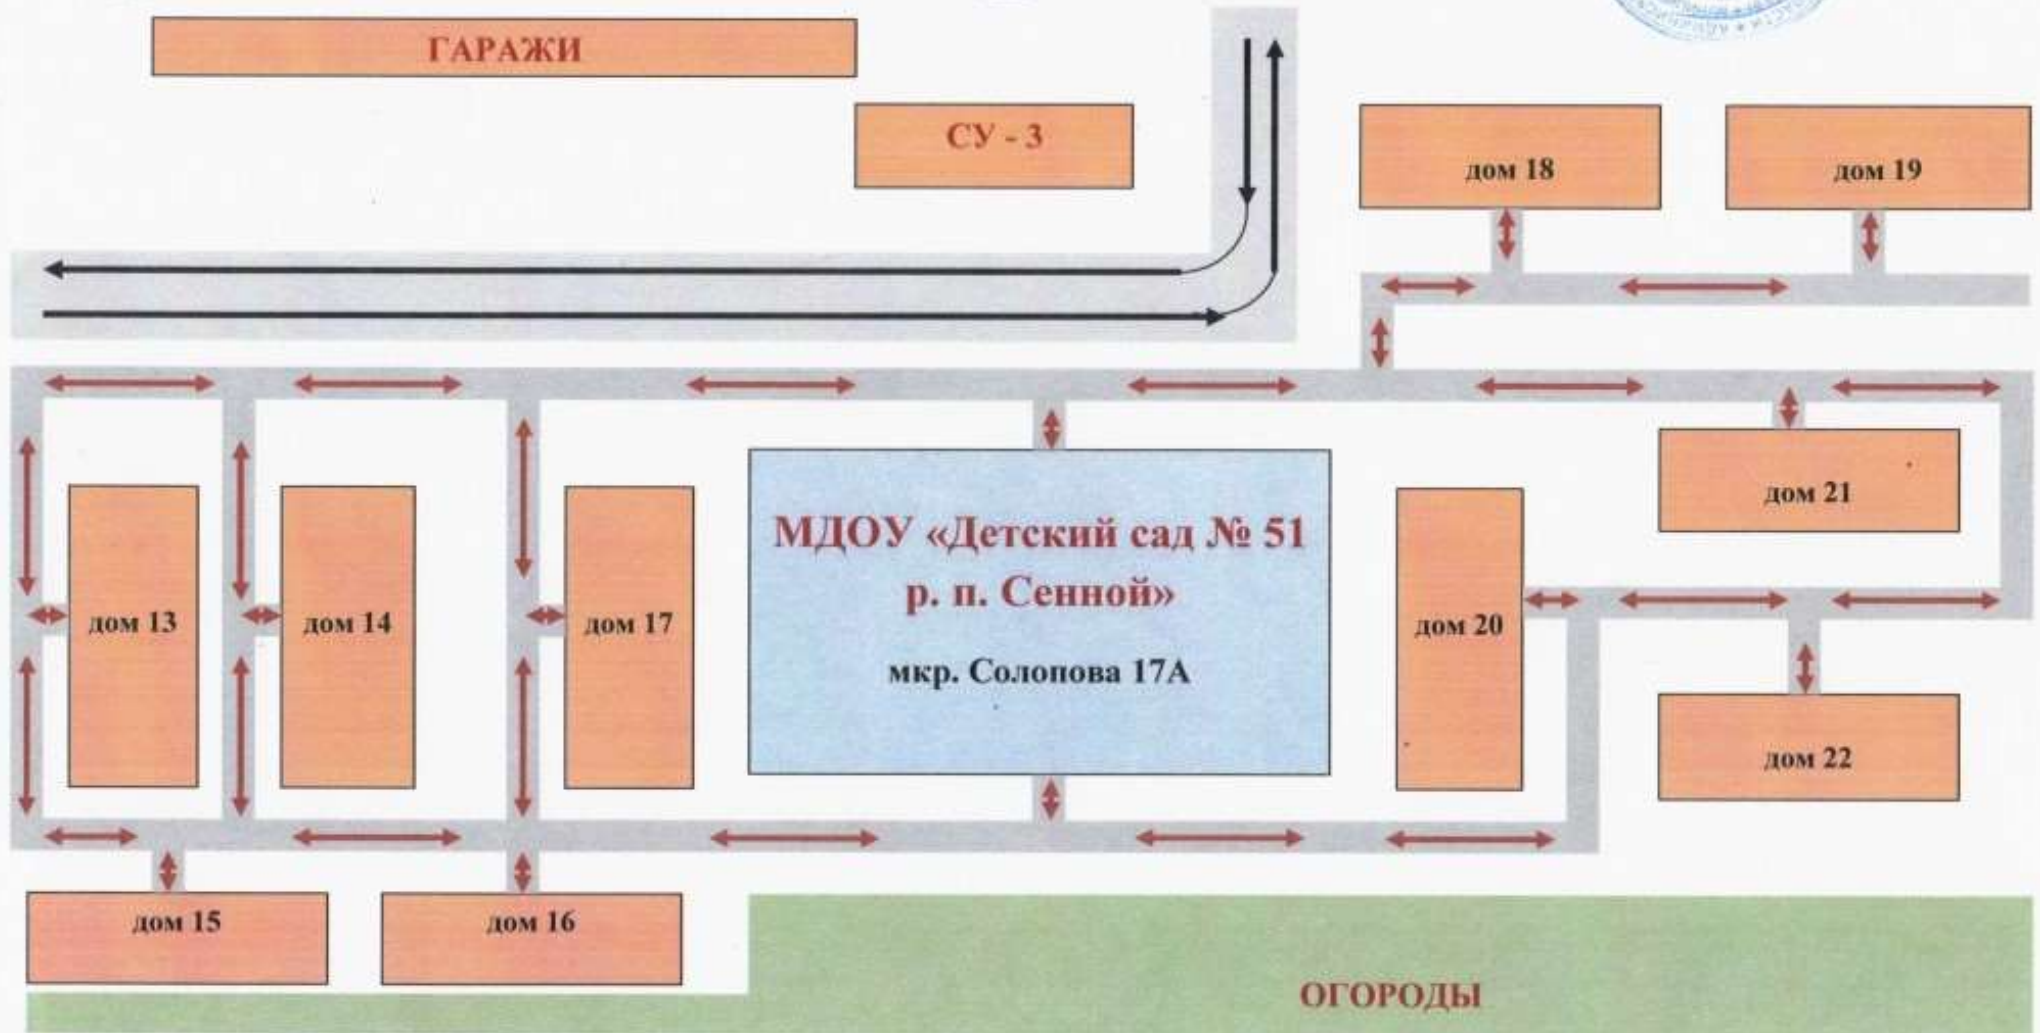 ГАРАЖИ
СУ - 3
дом 18
дом 19
дом 21
МДОУ «Детский сад № 51
р. п. Сенной»
мкр. Солопова 17А
дом 13
дом 14
дом 17
дом 20
дом 22
дом 15
дом 16
ОГОРОДЫ